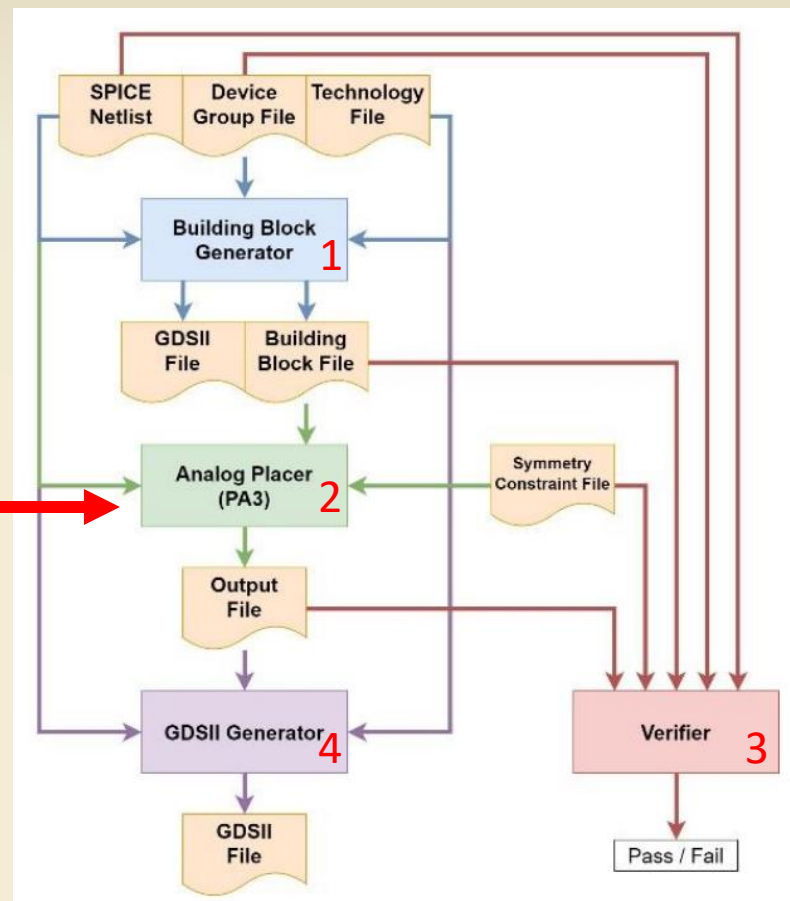 SPICE
Netlist
Device
Group File
Technology
File
Building Block
Generator
1
GDSII
File
Building
Block File
Analog Placer
(PA3)
2
Symmetry
Constraint File
Output
File
GDSII Generator
4
Verifier
3
GDSII
File
Pass / Fail